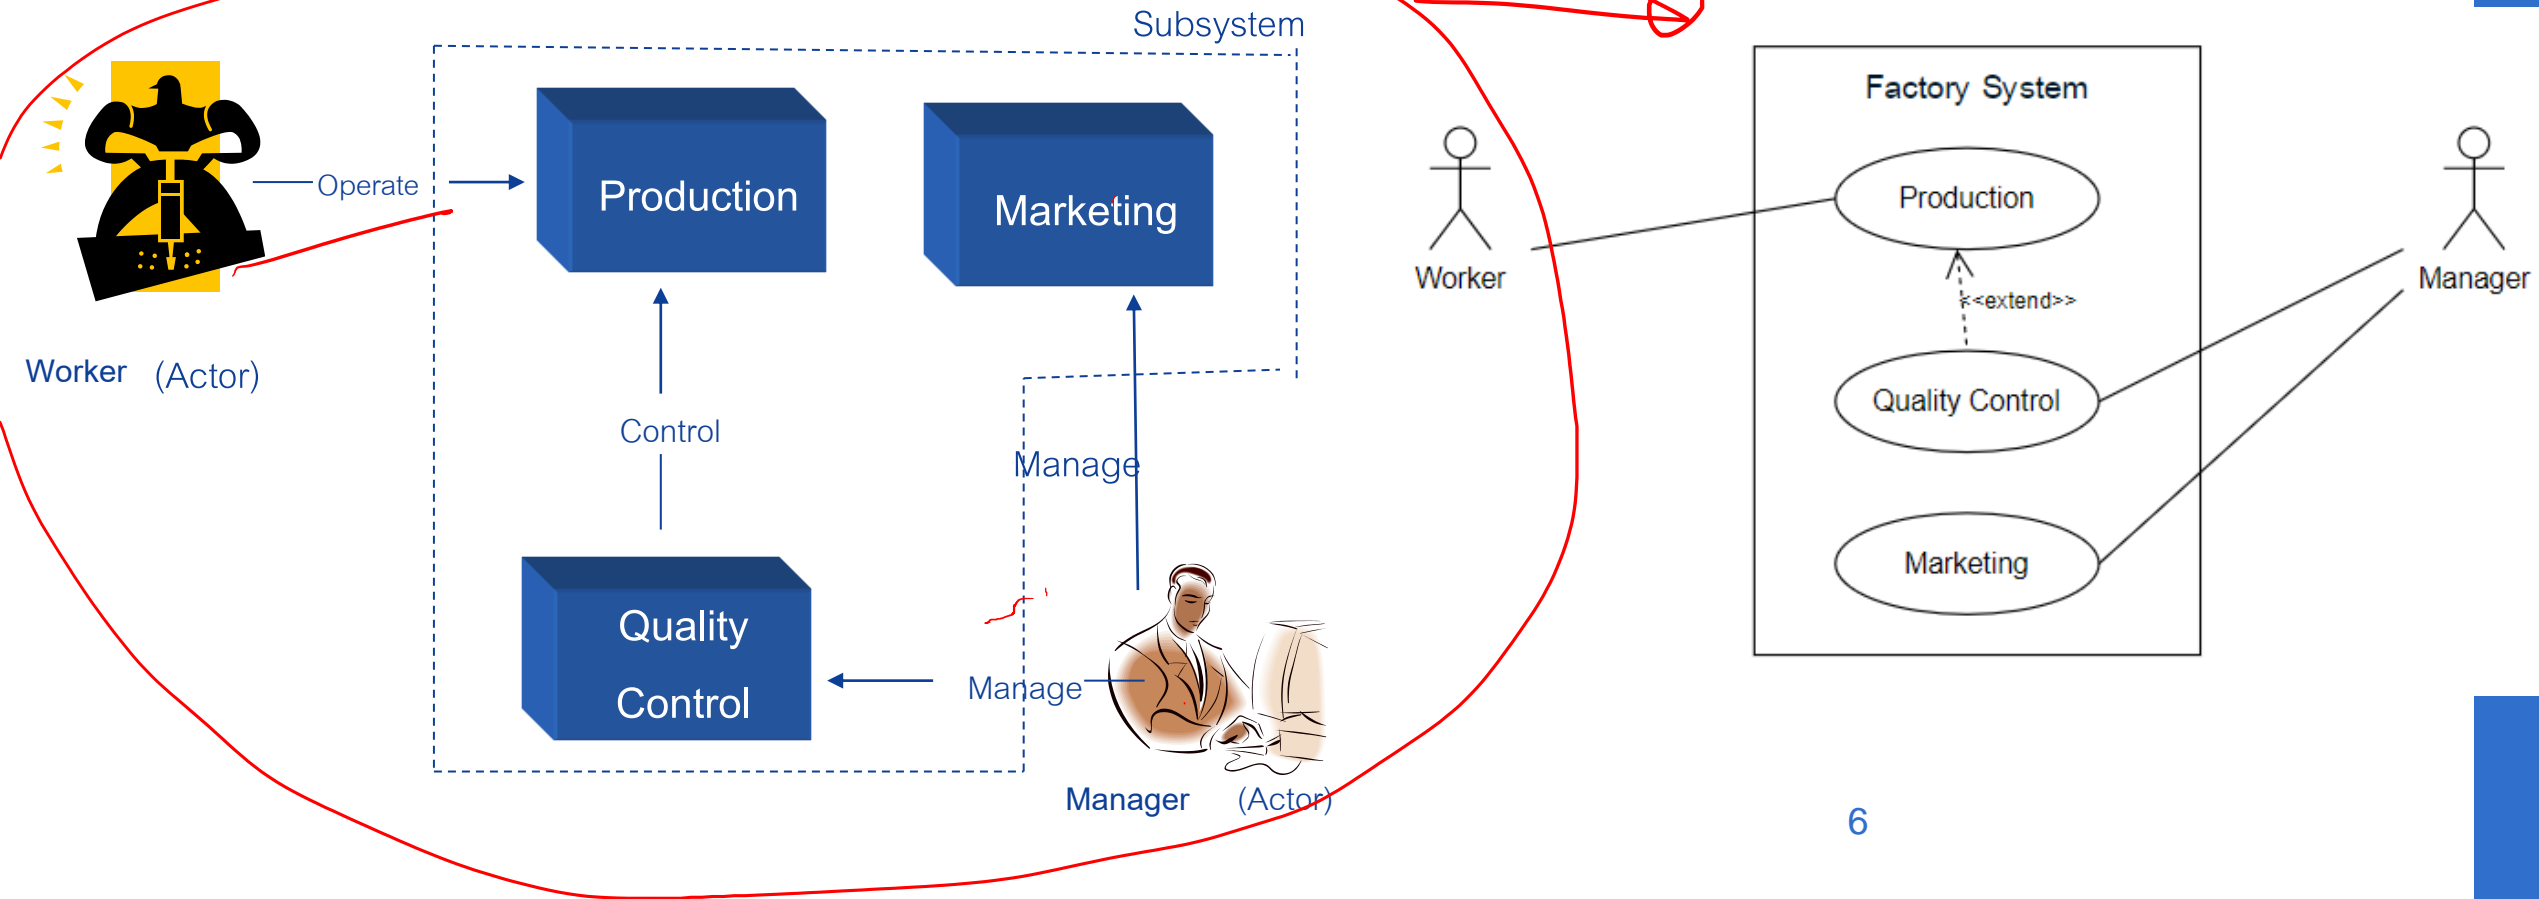 Subsystem
Production
Marketing
Operate
Worker (Actor)
Control
Manage
Quality
Control
Manage
Manager (Actor)
Factory System
Production
Worker
Manager
<<extend>>
Quality Control
Marketing
6